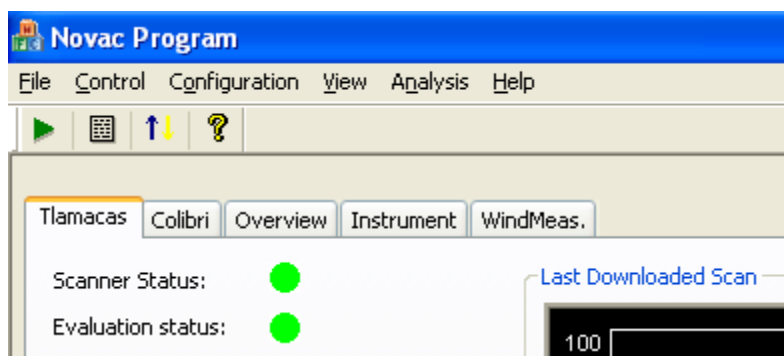 Novac Program
File Control Configuration View Analysis Help
Tlamacas Colibri Overview Instrument WindMeas.
Scanner Status:
Last Downloaded Scan
Evaluation status:
100